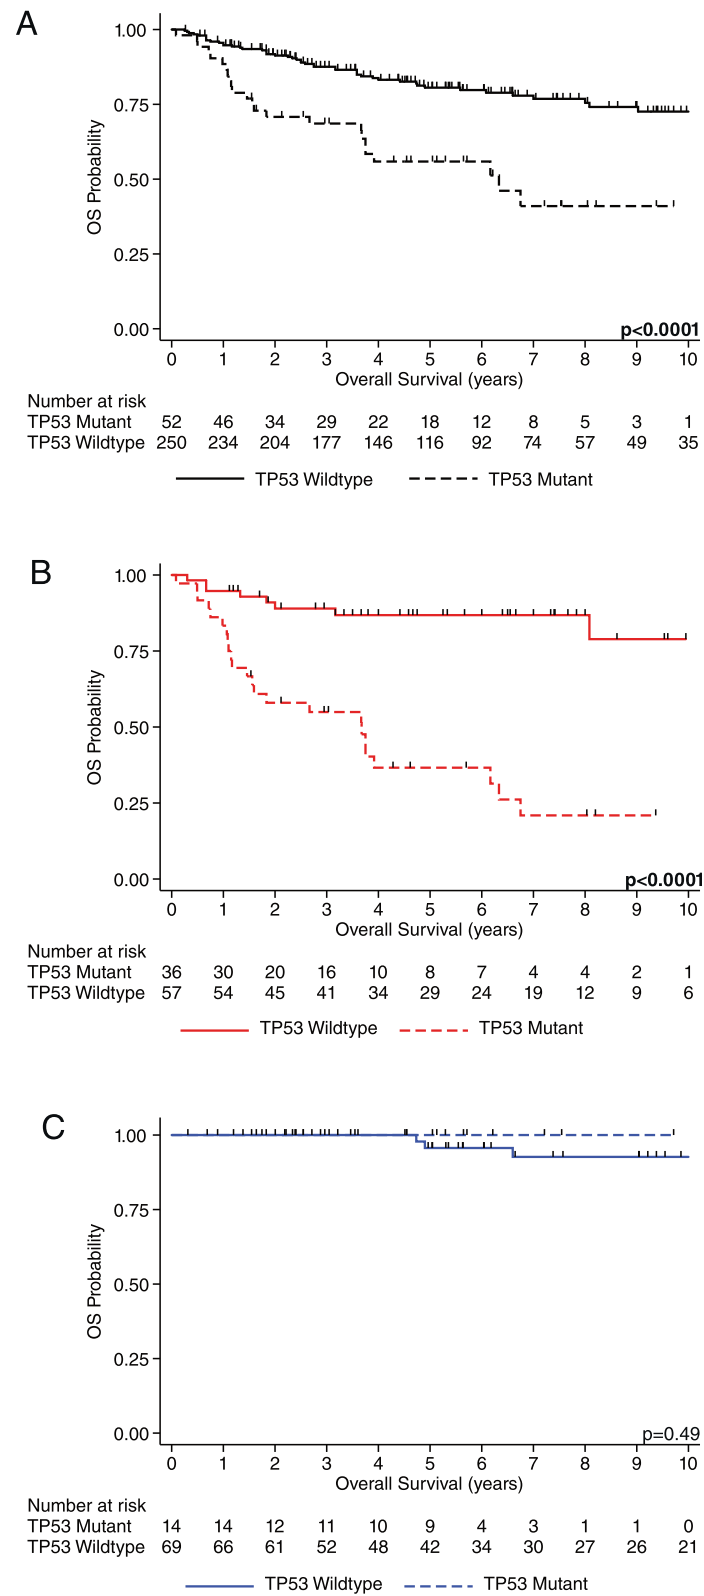 A
1.00
0.75
0.50
0.25
0.00
OS Probability
p<0.0001
0 1 2 3 4 5 6 7 8 9 10
Overall Survival (years)
Number at risk
TP53 Mutant 52 46 34 29 22 18 12 8 5 3 1
TP53 Wildtype 250 234 204 177 146 116 92 74 57 49 35
TP53 Wildtype TP53 Mutant
B
1.00
0.75
0.50
0.25
0.00
OS Probability
p<0.0001
0 1 2 3 4 5 6 7 8 9 10
Overall Survival (years)
Number at risk
TP53 Mutant 36 30 20 16 10 8 7 4 4 2 1
TP53 Wildtype 57 54 45 41 34 29 24 19 12 9 6
TP53 Wildtype TP53 Mutant
C
1.00
0.75
0.50
0.25
0.00
OS Probability
p=0.49
0 1 2 3 4 5 6 7 8 9 10
Overall Survival (years)
Number at risk
TP53 Mutant 14 14 12 11 10 9 4 3 1 1 0
TP53 Wildtype 69 66 61 52 48 42 34 30 27 26 21
TP53 Wildtype TP53 Mutant